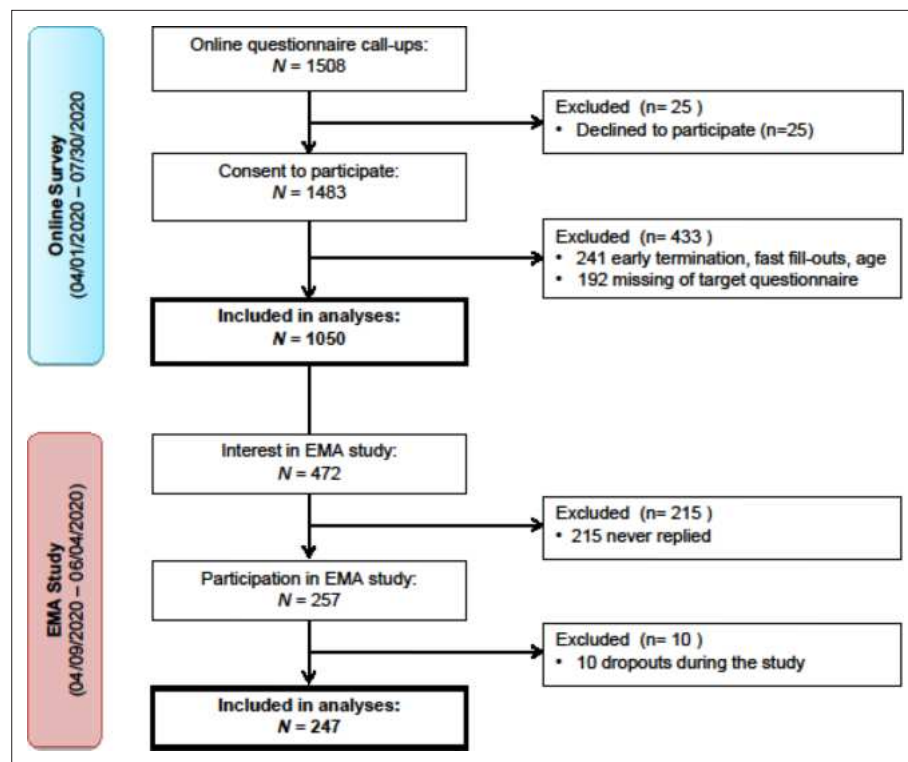 Online Survey
(04/01/2020 – 07/30/2020)
Online questionnaire call-ups:
N = 1508
Excluded (n= 25 )
• Declined to participate (n=25)
Consent to participate:
N = 1483
Excluded (n= 433 )
• 241 early termination, fast fill-outs, age
• 192 missing of target questionnaire
Included in analyses:
N = 1050
EMA Study
(04/09/2020 – 06/04/2020)
Interest in EMA study:
N = 472
Excluded (n= 215 )
• 215 never replied
Participation in EMA study:
N = 257
Excluded (n= 10 )
• 10 dropouts during the study
Included in analyses:
N = 247